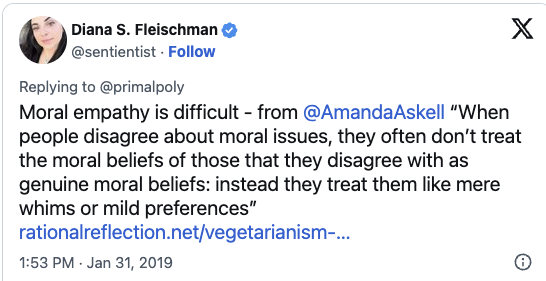 Diana S. Fleischman
@sentientist · Follow
Replying to @primalpoly
Moral empathy is difficult - from @AmandaAskell “When
people disagree about moral issues, they often don’t treat
the moral beliefs of those that they disagree with as
genuine moral beliefs: instead they treat them like mere
whims or mild preferences”
rationalreflection.net/vegetarianism-...
1:53 PM · Jan 31, 2019